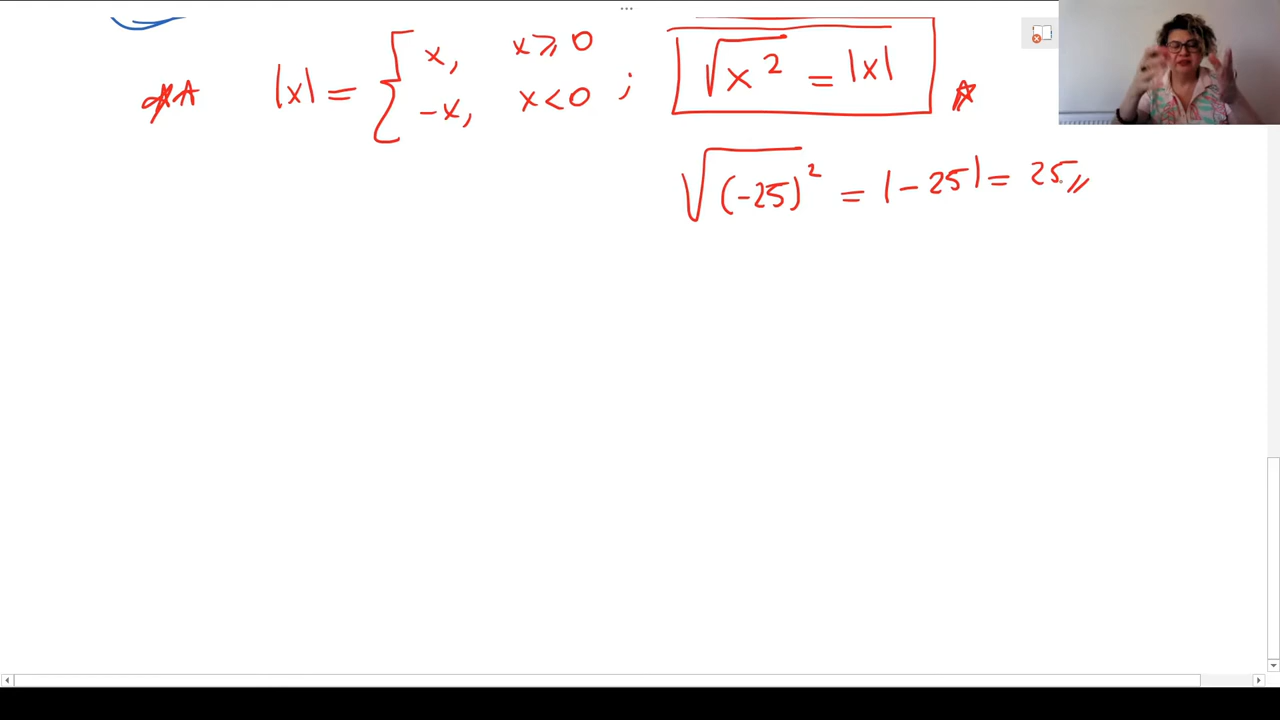 |x| = { x, x ⩾ 0
-x, x < 0 ; √x² = |x|
√(-25)² = |-25| = 25